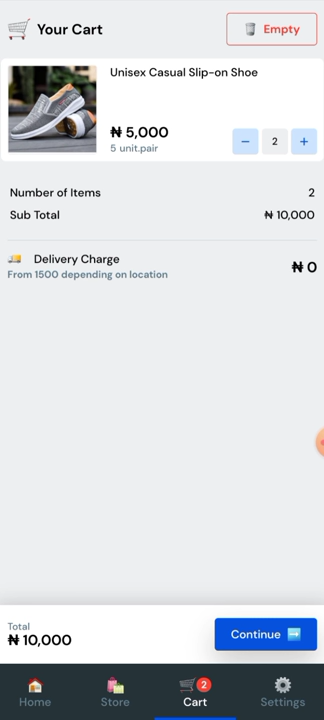 Your Cart
Empty
Unisex Casual Slip-on Shoe
₦ 5,000
5 unit.pair
− 2 +
Number of Items 2
Sub Total ₦ 10,000
Delivery Charge
From 1500 depending on location
₦ 0
Total
₦ 10,000
Continue
2
Home Store Cart Settings